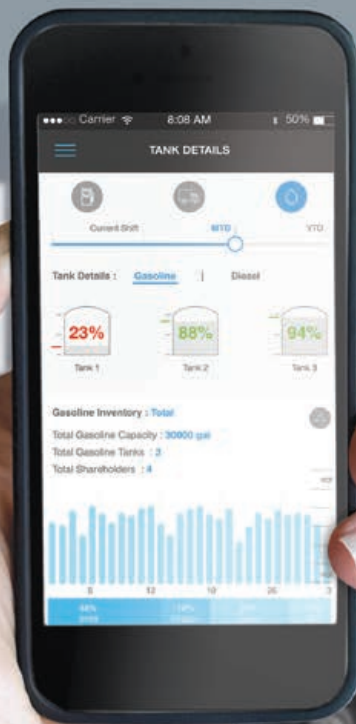 Carrier 8:08 AM 50%
TANK DETAILS
Current Shift MTD YTD
Tank Details : Gasoline | Diesel
23% 88% 94%
Tank 1 Tank 2 Tank 3
Gasoline Inventory : Total
Total Gasoline Capacity : 30000 gal
Total Gasoline Tanks : 3
Total Shareholders : 4
12 26 3